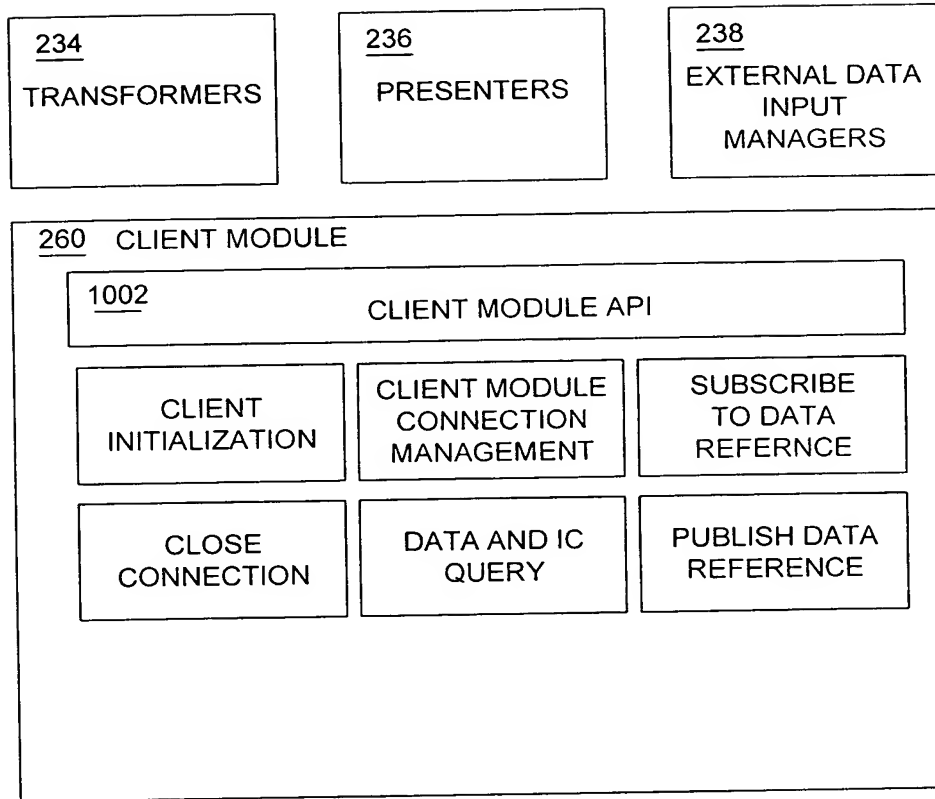 234
TRANSFORMERS
236
PRESENTERS
238
EXTERNAL DATA
INPUT
MANAGERS
260 CLIENT MODULE
1002
CLIENT MODULE API
CLIENT
INITIALIZATION
CLIENT MODULE
CONNECTION
MANAGEMENT
SUBSCRIBE
TO DATA
REFERNCE
CLOSE
CONNECTION
DATA AND IC
QUERY
PUBLISH DATA
REFERENCE